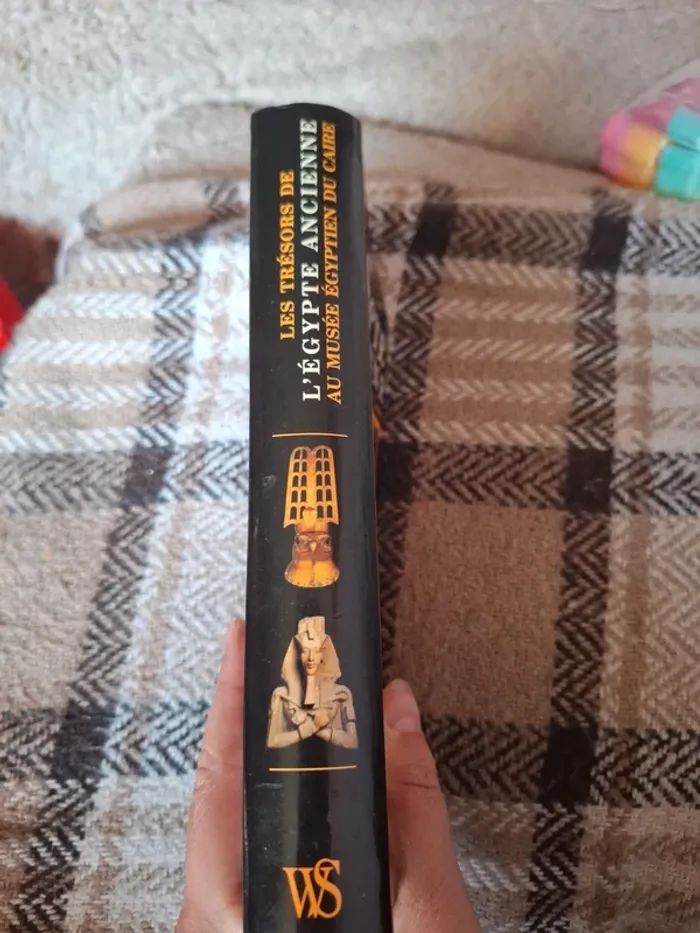 LES TRÉSORS DE
L'ÉGYPTE ANCIENNE
AU MUSÉE ÉGYPTIEN DU CAIRE
WS